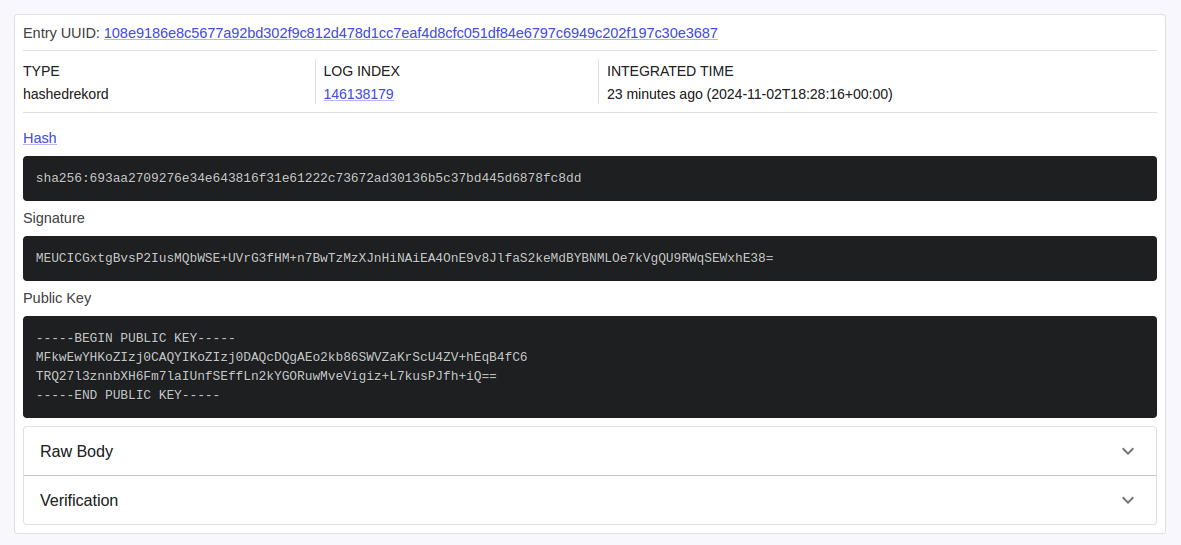 Entry UUID: 108e9186e8c5677a92bd302f9c812d478d1cc7eaf4d8cfc051df84e6797c6949c202f197c30e3687
TYPE
hashedrekord
LOG INDEX
146138179
INTEGRATED TIME
23 minutes ago (2024-11-02T18:28:16+00:00)
Hash
sha256:693aa2709276e34e643816f31e61222c73672ad30136b5c37bd445d6878fc8dd
Signature
MEUCICGxtgBvsP2IusMQbWSE+UVrG3fHM+n7BwTzMzXJnHiNAiEA4OnE9v8JlfaS2keMdBYBNMLOe7kVgQU9RWqSEWxhE38=
Public Key
-----BEGIN PUBLIC KEY-----
MFkwEwYHKoZIzj0CAQYIKoZIzj0DAQcDQgAEo2kb86SWVZaKrScU4ZV+hEqB4fC6
TRQ27l3znnbXH6Fm7laIUnfSEffLn2kYGORuwMveVigiz+L7kusPJfh+iQ==
-----END PUBLIC KEY-----
Raw Body
Verification